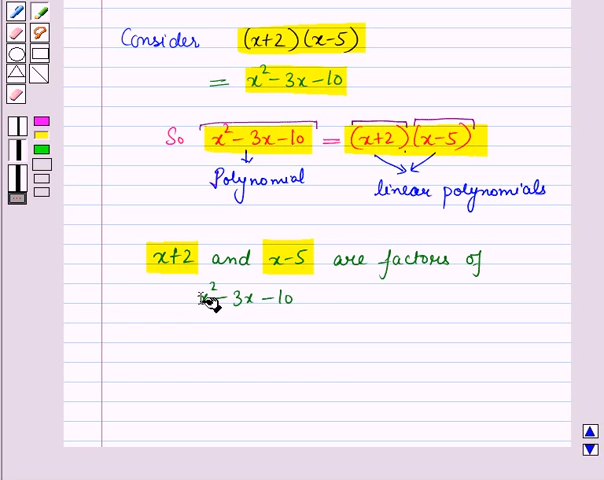 Consider (x+2)(x-5)
= x² - 3x - 10
So x² - 3x - 10 = (x+2)(x-5)
Polynomial linear polynomials
x+2 and x-5 are factors of
x² - 3x - 10